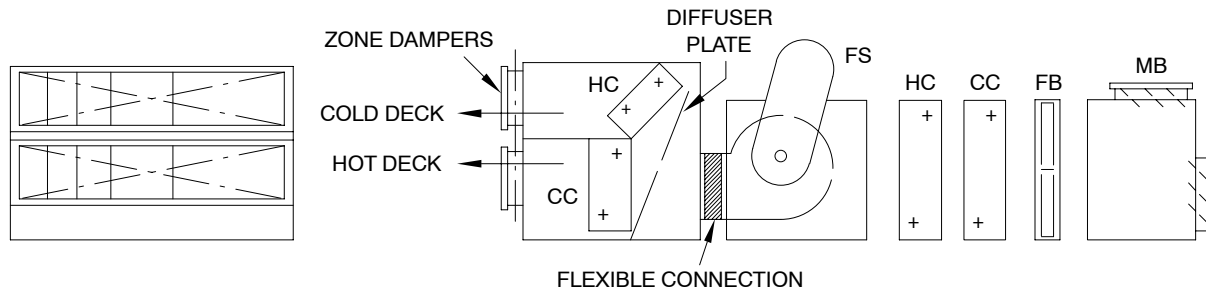 ZONE DAMPERS
DIFFUSER
PLATE
FS
HC
COLD DECK
HOT DECK
CC
HC
CC
FB
MB
FLEXIBLE CONNECTION